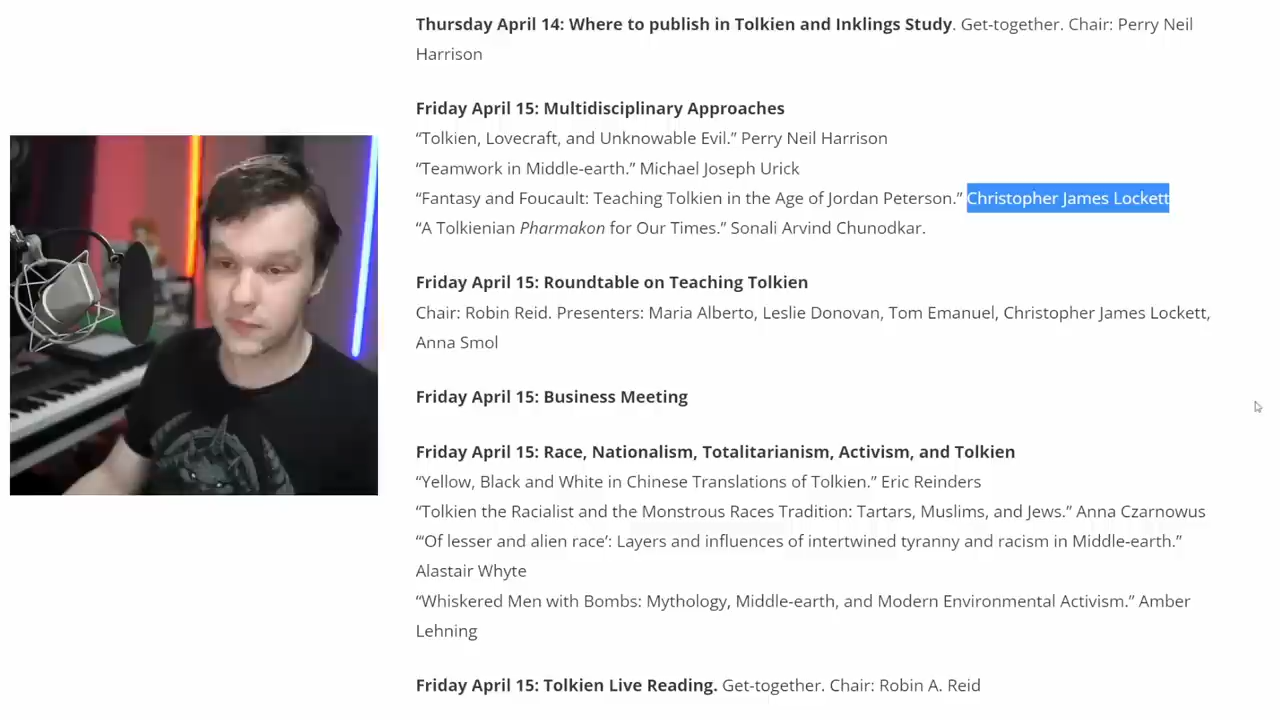 Thursday April 14: Where to publish in Tolkien and Inklings Study. Get-together. Chair: Perry Neil
Harrison
Friday April 15: Multidisciplinary Approaches
“Tolkien, Lovecraft, and Unknowable Evil.” Perry Neil Harrison
“Teamwork in Middle-earth.” Michael Joseph Urick
“Fantasy and Foucault: Teaching Tolkien in the Age of Jordan Peterson.” Christopher James Lockett
“A Tolkienian Pharmakon for Our Times.” Sonali Arvind Chunodkar.
Friday April 15: Roundtable on Teaching Tolkien
Chair: Robin Reid. Presenters: Maria Alberto, Leslie Donovan, Tom Emanuel, Christopher James Lockett,
Anna Smol
Friday April 15: Business Meeting
Friday April 15: Race, Nationalism, Totalitarianism, Activism, and Tolkien
“Yellow, Black and White in Chinese Translations of Tolkien.” Eric Reinders
“Tolkien the Racialist and the Monstrous Races Tradition: Tartars, Muslims, and Jews.” Anna Czarnowus
“‘Of lesser and alien race’: Layers and influences of intertwined tyranny and racism in Middle-earth.”
Alastair Whyte
“Whiskered Men with Bombs: Mythology, Middle-earth, and Modern Environmental Activism.” Amber
Lehning
Friday April 15: Tolkien Live Reading. Get-together. Chair: Robin A. Reid